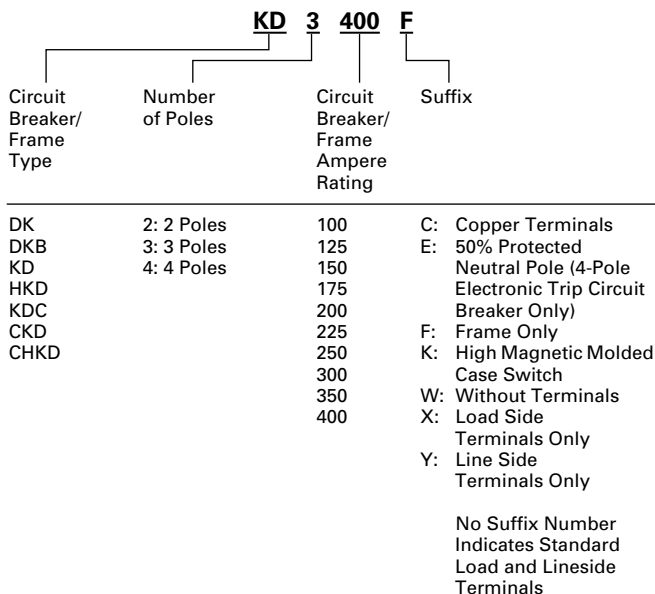 KD 3 400 F
Circuit Breaker/ Frame Type
Number of Poles
Circuit Breaker/ Frame Ampere Rating
Suffix
DK
DKB
KD
HKD
KDC
CKD
CHKD
2: 2 Poles
3: 3 Poles
4: 4 Poles
100
125
150
175
200
225
250
300
350
400
C: Copper Terminals
E: 50% Protected
Neutral Pole (4-Pole
Electronic Trip Circuit
Breaker Only)
F: Frame Only
K: High Magnetic Molded
Case Switch
W: Without Terminals
X: Load Side
Terminals Only
Y: Line Side
Terminals Only
No Suffix Number
Indicates Standard
Load and Lineside
Terminals